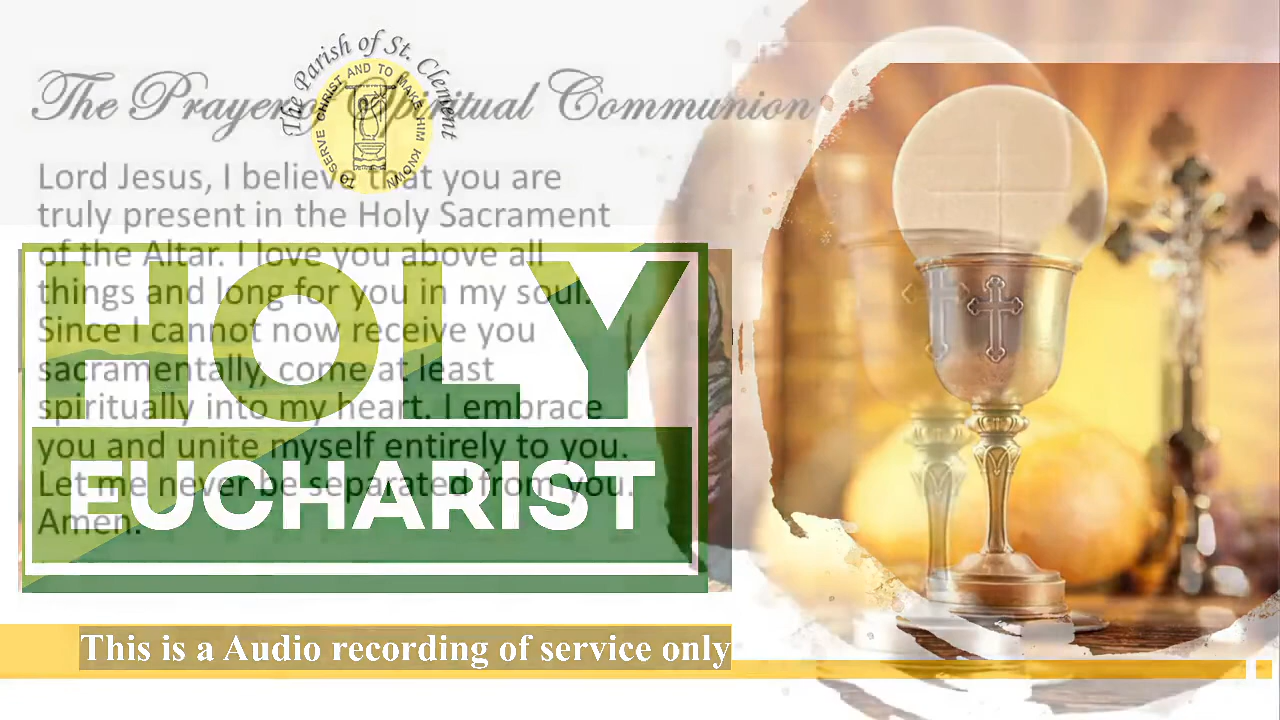 The Parish of St. Clement
TO SERVE CHRIST AND TO MAKE HIM KNOWN
The Prayer of Spiritual Communion
Lord Jesus, I believe that you are
truly present in the Holy Sacrament
of the Altar. I love you above all
things and long for you in my soul.
Since I cannot now receive you
sacramentally, come at least
spiritually into my heart. I embrace
you and unite myself entirely to you.
Let me never be separated from you.
Amen.
HOLY
EUCHARIST
This is a Audio recording of service only